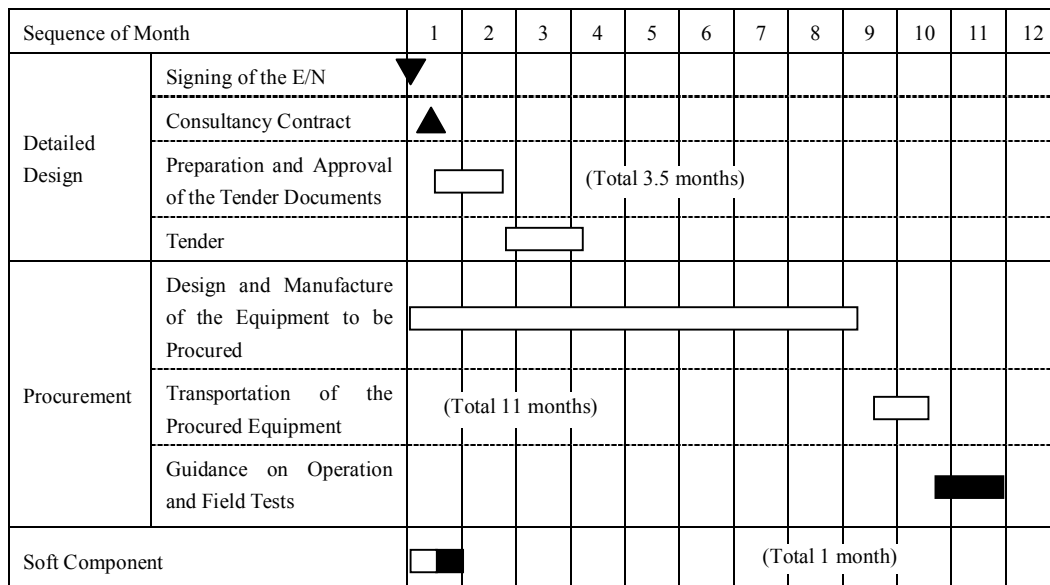 Sequence of Month 1 2 3 4 5 6 7 8 9 10 11 12
Detailed
Design
Signing of the E/N
Consultancy Contract
Preparation and Approval
of the Tender Documents
(Total 3.5 months)
Tender
Procurement
Design and Manufacture
of the Equipment to be
Procured
Transportation of the
Procured Equipment
(Total 11 months)
Guidance on Operation
and Field Tests
Soft Component
(Total 1 month)